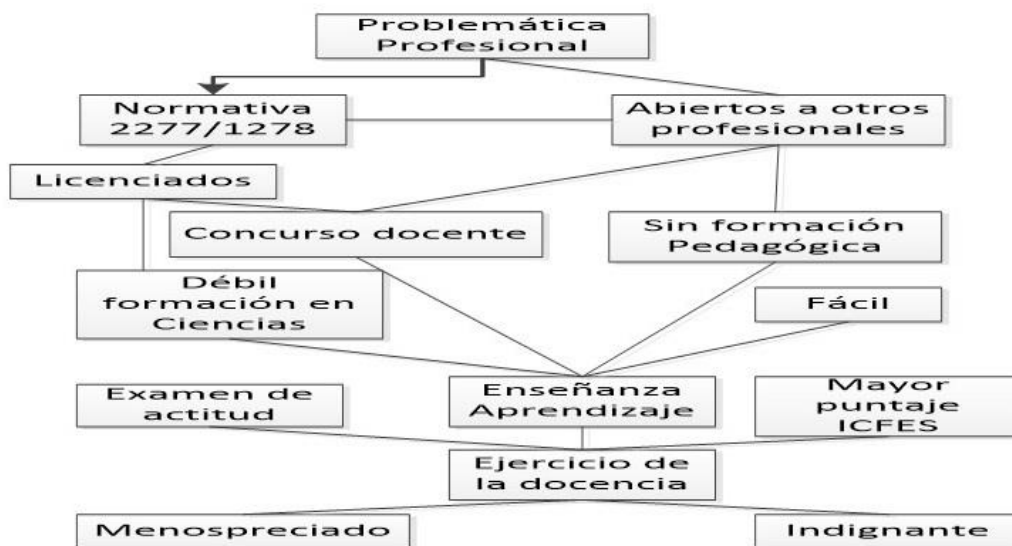 Problemática
Profesional
Normativa
2277/1278
Abiertos a otros
profesionales
Licenciados
Concurso docente
Sin formación
Pedagógica
Débil
formación en
Ciencias
Fácil
Examen de
actitud
Enseñanza
Aprendizaje
Mayor
puntaje
ICFES
Ejercicio de
la docencia
Menospreciado
Indignante